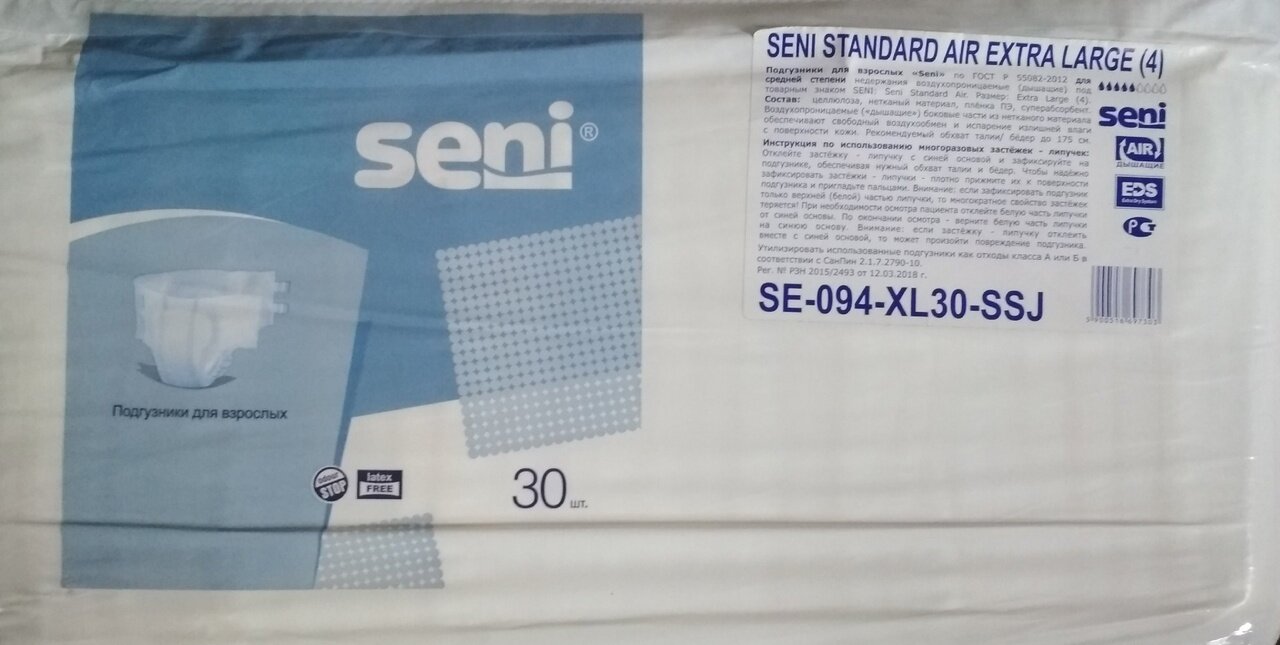 seni®
Подгузники для взрослых
odour
STOP
latex
FREE
30 шт.
SENI STANDARD AIR EXTRA LARGE (4)
Подгузники для взрослых «Seni» по ГОСТ Р 55082-2012 для
средней степени недержания воздухопроницаемые (дышащие) под
товарным знаком SENI: Seni Standard Air. Размер: Extra Large (4).
Состав: целлюлоза, нетканый материал, плёнка ПЭ, суперабсорбент.
Воздухопроницаемые («дышащие») боковые части из нетканого материала
обеспечивают свободный воздухообмен и испарение излишней влаги
с поверхности кожи. Рекомендуемый обхват талии/ бёдер до 175 см.
Инструкция по использованию многоразовых застёжек - липучек:
Отклейте застёжку - липучку с синей основой и зафиксируйте на
подгузнике, обеспечивая нужный обхват талии и бёдер. Чтобы надёжно
зафиксировать застёжки - липучки - плотно прижмите их к поверхности
подгузника и пригладьте пальцами. Внимание: если зафиксировать подгузник
только верхней (белой) частью липучки, то многократное свойство застёжек
теряется! При необходимости осмотра пациента отклейте белую часть липучки
от синей основы. По окончании осмотра - верните белую часть липучки
на синюю основу. Внимание: если застёжку - липучку отклеить
вместе с синей основой, то может произойти повреждение подгузника.
Утилизировать использованные подгузники как отходы класса А или Б в
соответствии с СанПин 2.1.7.2790-10.
Рег. № РЗН 2015/2493 от 12.03.2018 г.
SE-094-XL30-SSJ
seni
AIR
ДЫШАЩИЕ
EDS
Extra Dry System
5 900516 697303